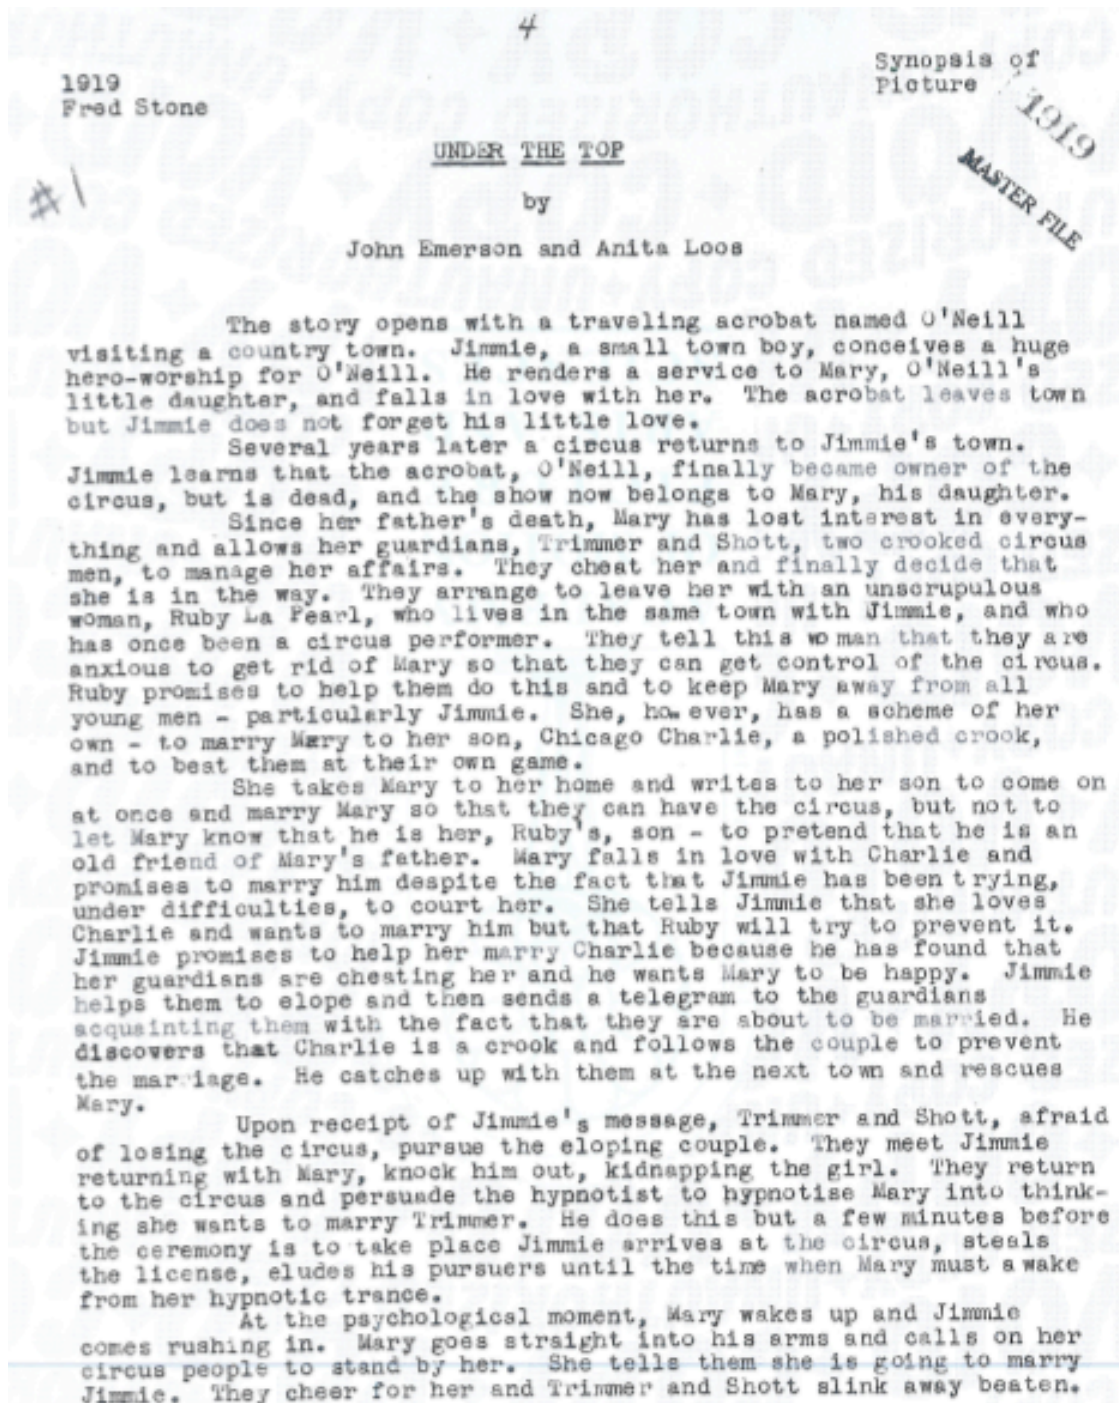 4
1919
Fred Stone
Synopsis of
Picture
1919
MASTER FILE
#1
UNDER THE TOP
by
John Emerson and Anita Loos
The story opens with a traveling acrobat named O'Neill
visiting a country town. Jimmie, a small town boy, conceives a huge
hero-worship for O'Neill. He renders a service to Mary, O'Neill's
little daughter, and falls in love with her. The acrobat leaves town
but Jimmie does not forget his little love.
Several years later a circus returns to Jimmie's town.
Jimmie learns that the acrobat, O'Neill, finally became owner of the
circus, but is dead, and the show now belongs to Mary, his daughter.
Since her father's death, Mary has lost interest in every-
thing and allows her guardians, Trimmer and Shott, two crooked circus
men, to manage her affairs. They cheat her and finally decide that
she is in the way. They arrange to leave her with an unscrupulous
woman, Ruby La Pearl, who lives in the same town with Jimmie, and who
has once been a circus performer. They tell this wo man that they are
anxious to get rid of Mary so that they can get control of the circus.
Ruby promises to help them do this and to keep Mary away from all
young men - particularly Jimmie. She, however, has a scheme of her
own - to marry Mary to her son, Chicago Charlie, a polished crook,
and to beat them at their own game.
She takes Mary to her home and writes to her son to come on
at once and marry Mary so that they can have the circus, but not to
let Mary know that he is her, Ruby's, son - to pretend that he is an
old friend of Mary's father. Mary falls in love with Charlie and
promises to marry him despite the fact that Jimmie has been trying,
under difficulties, to court her. She tells Jimmie that she loves
Charlie and wants to marry him but that Ruby will try to prevent it.
Jimmie promises to help her marry Charlie because he has found that
her guardians are cheating her and he wants Mary to be happy. Jimmie
helps them to elope and then sends a telegram to the guardians
acquainting them with the fact that they are about to be married. He
discovers that Charlie is a crook and follows the couple to prevent
the marriage. He catches up with them at the next town and rescues
Mary.
Upon receipt of Jimmie's message, Trimmer and Shott, afraid
of losing the circus, pursue the eloping couple. They meet Jimmie
returning with Mary, knock him out, kidnapping the girl. They return
to the circus and persuade the hypnotist to hypnotise Mary into think-
ing she wants to marry Trimmer. He does this but a few minutes before
the ceremony is to take place Jimmie arrives at the circus, steals
the license, eludes his pursuers until the time when Mary must awake
from her hypnotic trance.
At the psychological moment, Mary wakes up and Jimmie
comes rushing in. Mary goes straight into his arms and calls on her
circus people to stand by her. She tells them she is going to marry
Jimmie. They cheer for her and Trimmer and Shott slink away beaten.